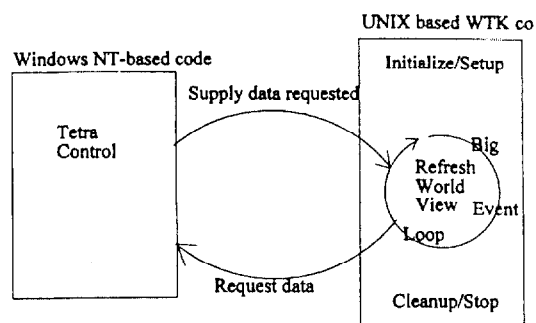 UNIX based WTK co
Windows NT-based code
Initialize/Setup
Supply data requested
Tetra
Control
Big
Refresh
World
View
Event
Loop
Request data
Cleanup/Stop